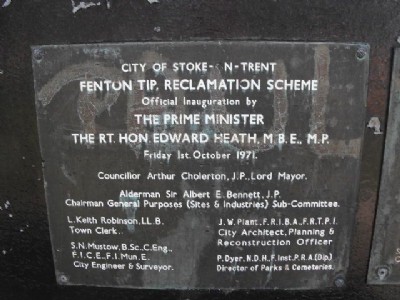 CITY OF STOKE- N-TRENT
FENTON TIP, RECLAMATION SCHEME
Official Inauguration by
THE PRIME MINISTER
THE RT. HON. EDWARD HEATH, M.B.E., M.P.
Friday 1st. October 1971.
Councillor Arthur Cholerton, J.P., Lord Mayor.
Alderman Sir Albert E. Bennett, J.P.
Chairman General Purposes (Sites & Industries) Sub-Committee.
L. Keith Robinson, LL.B.
Town Clerk.
S.N. Mustow, B.Sc., C.Eng.,
F.I.C.E., F.I. Mun. E.
City Engineer & Surveyor.
J.W. Plant, F.R.I.B.A., F.R.T.P.I.
City Architect, Planning &
Reconstruction Officer
P. Dyer, N.D.H., F. Inst. P.R.A. (Dip)
Director of Parks & Cemeteries.